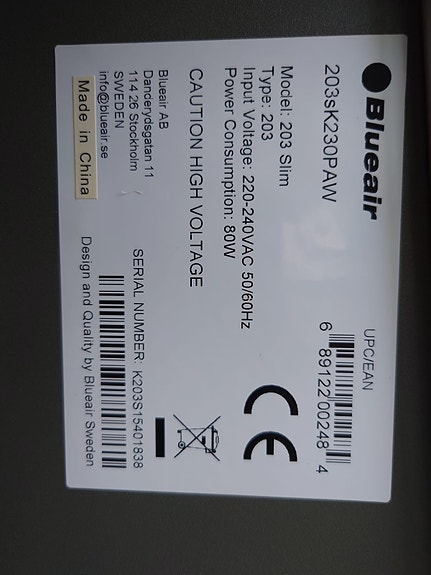 Blueair
203sK230PAW
UPC/EAN
6 89122 00248 4
Model: 203 Slim
Type: 203
Input Voltage: 220-240VAC 50/60Hz
Power Consumption: 80W
CAUTION HIGH VOLTAGE
CE
Blueair AB
Danderydsgatan 11
114 26 Stockholm
SWEDEN
info@blueair.se
SERIAL NUMBER: K203S15401838
Made in China
Design and Quality by Blueair Sweden